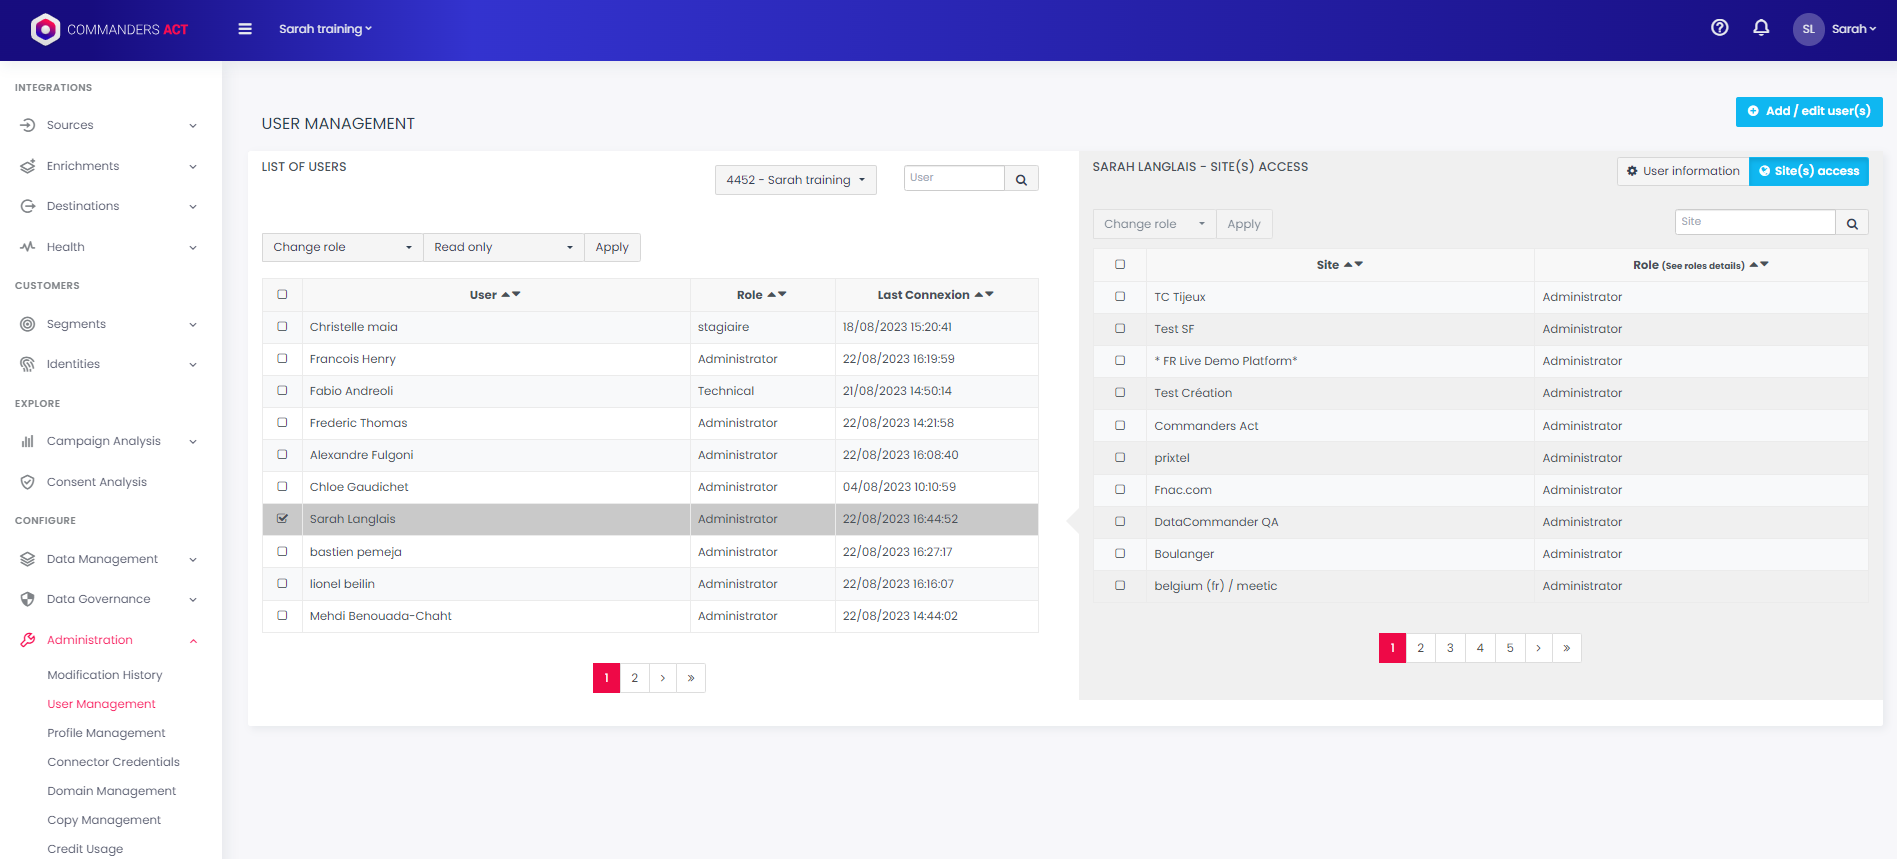 COMMANDERS ACT
Sarah training
SL
Sarah
INTEGRATIONS
Sources
Enrichments
Destinations
Health
CUSTOMERS
Segments
Identities
EXPLORE
Campaign Analysis
Consent Analysis
CONFIGURE
Data Management
Data Governance
Administration
Modification History
User Management
Profile Management
Connector Credentials
Domain Management
Copy Management
Credit Usage
USER MANAGEMENT
Add / edit user(s)
LIST OF USERS
4452 - Sarah training
User
Change role
Read only
Apply
User Role Last Connexion
Christelle maia stagiaire 18/08/2023 15:20:41
Francois Henry Administrator 22/08/2023 16:19:59
Fabio Andreoli Technical 21/08/2023 14:50:14
Frederic Thomas Administrator 22/08/2023 14:21:58
Alexandre Fulgoni Administrator 22/08/2023 16:08:40
Chloe Gaudichet Administrator 04/08/2023 10:10:59
Sarah Langlais Administrator 22/08/2023 16:44:52
bastien pemeja Administrator 22/08/2023 16:27:17
lionel beilin Administrator 22/08/2023 16:16:07
Mehdi Benouada-Chaht Administrator 22/08/2023 14:44:02
1 2 › »
SARAH LANGLAIS - SITE(S) ACCESS
User information
Site(s) access
Change role
Apply
Site
Site Role (See roles details)
TC Tijeux Administrator
Test SF Administrator
* FR Live Demo Platform* Administrator
Test Création Administrator
Commanders Act Administrator
prixtel Administrator
Fnac.com Administrator
DataCommander QA Administrator
Boulanger Administrator
belgium (fr) / meetic Administrator
1 2 3 4 5 › »